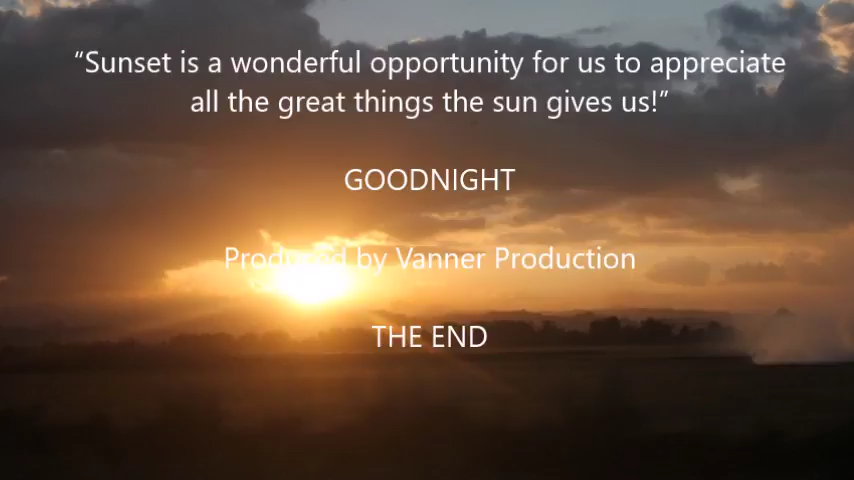 “Sunset is a wonderful opportunity for us to appreciate
all the great things the sun gives us!”
GOODNIGHT
Produced by Vanner Production
THE END